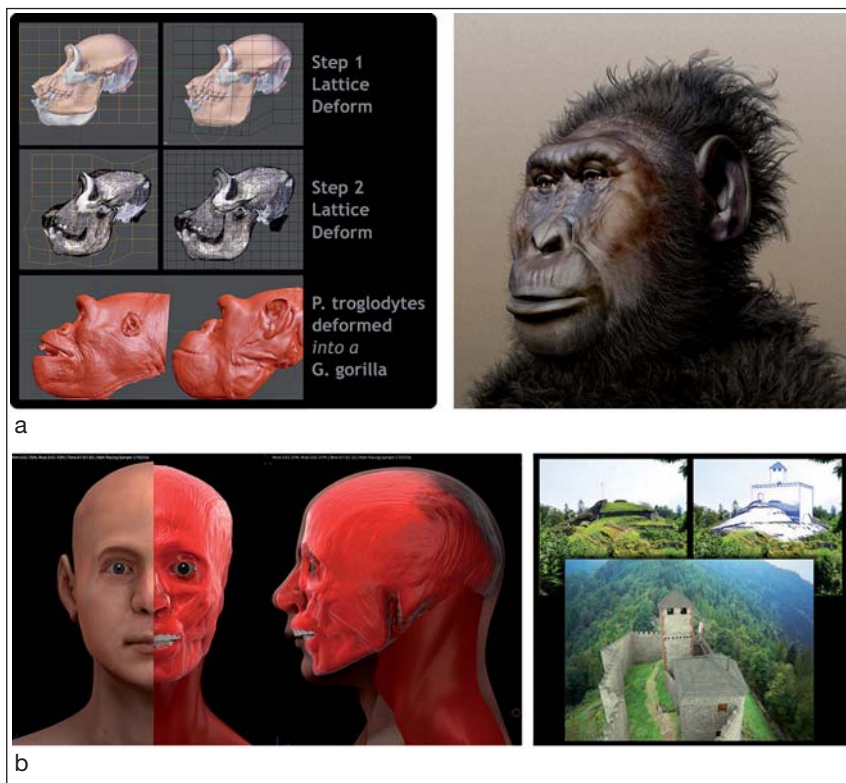 Step 1
Lattice
Deform
Step 2
Lattice
Deform
P. troglodytes
deformed
into a
G. gorilla
a
b